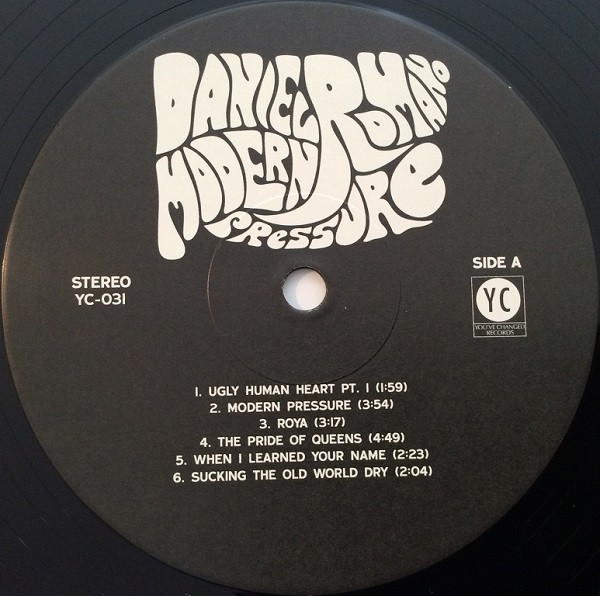 DANIEL ROMANO
MODERN
PRESSURE
STEREO
YC-031
SIDE A
YC
YOU'VE CHANGED
RECORDS
1. UGLY HUMAN HEART PT. 1 (1:59)
2. MODERN PRESSURE (3:54)
3. ROYA (3:17)
4. THE PRIDE OF QUEENS (4:49)
5. WHEN I LEARNED YOUR NAME (2:23)
6. SUCKING THE OLD WORLD DRY (2:04)